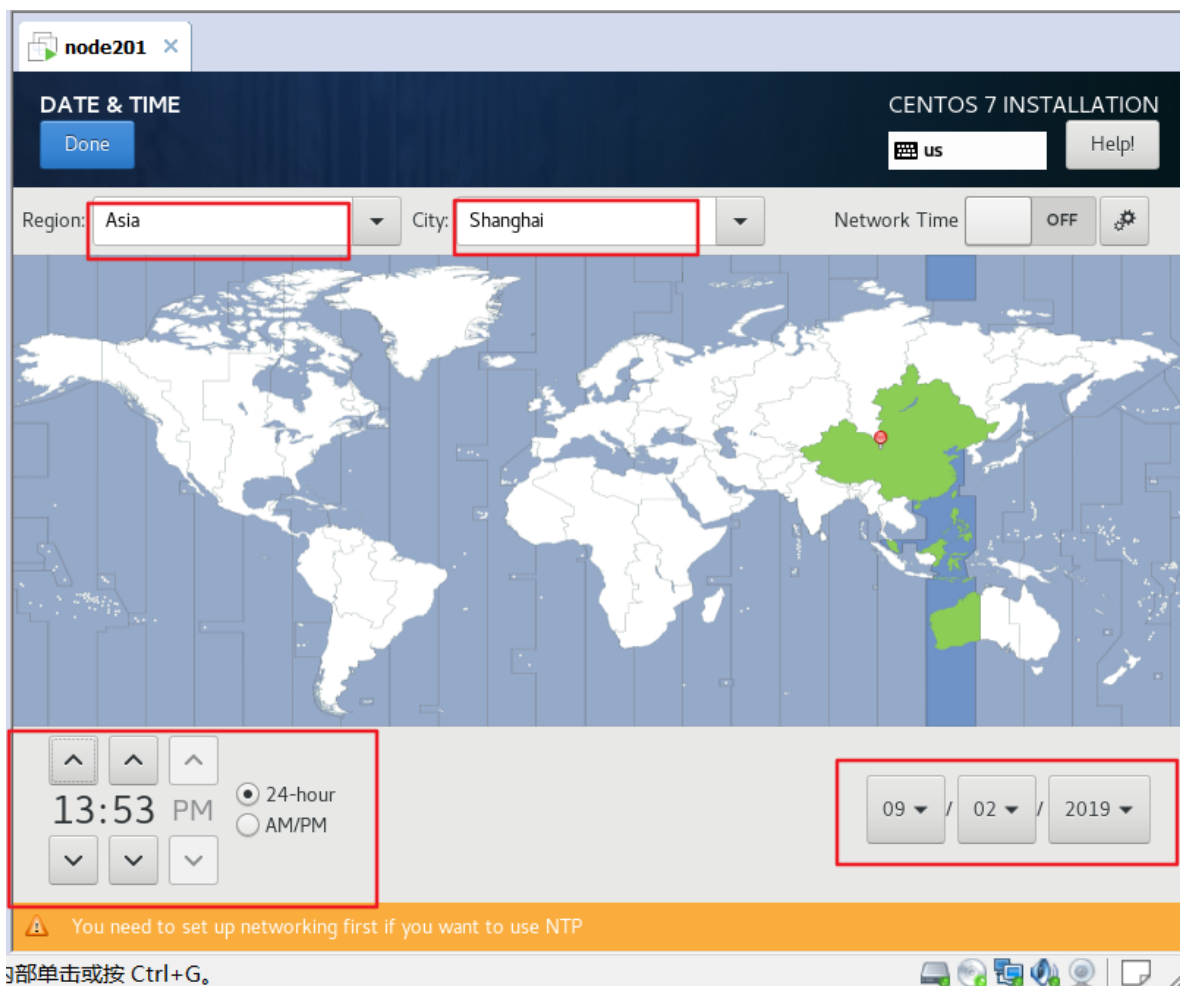 node201
DATE & TIME
CENTOS 7 INSTALLATION
Done
us
Help!
Region: Asia City: Shanghai Network Time OFF
13:53 PM
24-hour
AM/PM
09 / 02 / 2019
You need to set up networking first if you want to use NTP
部单击或按 Ctrl+G。